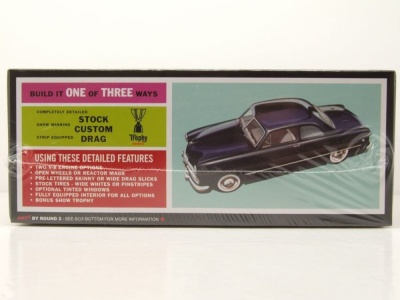 BUILD IT ONE OF THREE WAYS
COMPLETELY DETAILED
STOCK
SHOW WINNING
CUSTOM
STRIP EQUIPPED
DRAG
Trophy
USING THESE DETAILED FEATURES
- TWO V-8 ENGINE OPTIONS
- OPEN WHEELS OR REACTOR MAGS
- PRE-LETTERED SKINNY OR WIDE DRAG SLICKS
- STOCK TIRES - WIDE WHITES OR PINSTRIPES
- OPTIONAL TINTED WINDOWS
- FULLY EQUIPPED INTERIOR FOR ALL OPTIONS
- BONUS SHOW TROPHY
BY ROUND 2 - SEE BOX BOTTOM FOR MORE INFORMATION